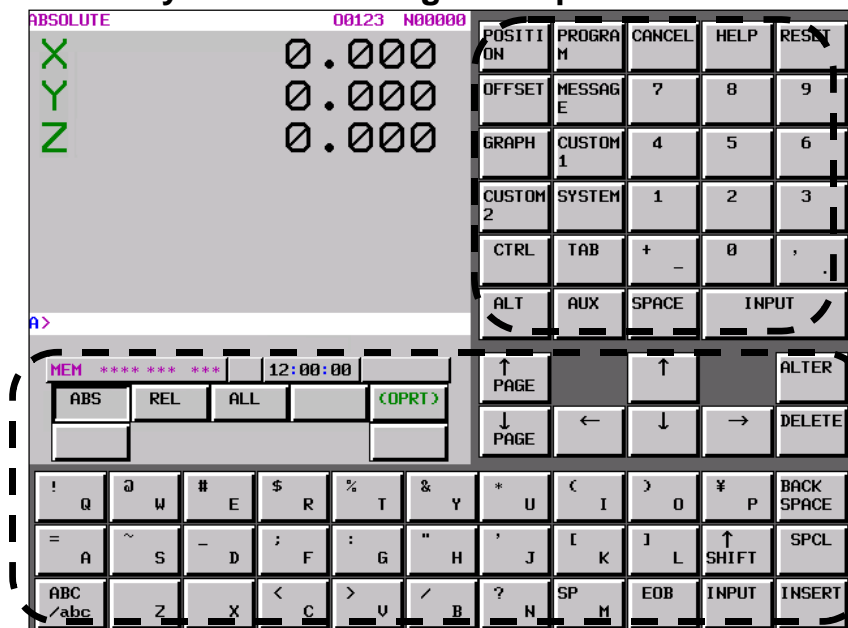 ABSOLUTE O0123 N00000
X 0.000
Y 0.000
Z 0.000
A>
MEM **** *** *** 12:00:00
ABS REL ALL (OPRT)
POSITI
ON PROGRA
M CANCEL HELP RESET
OFFSET MESSAG
E 7 8 9
GRAPH CUSTOM
1 4 5 6
CUSTOM
2 SYSTEM 1 2 3
CTRL TAB + - 0 , .
ALT AUX SPACE INPUT
↑
PAGE ↑ ALTER
↓
PAGE ← ↓ → DELETE
! Q @ W # E $ R % T & Y * U ( I ) O ¥ P BACK
SPACE
= A ~ S _ D ; F : G " H ' J [ K ] L ↑
SHIFT SPCL
ABC
/abc Z X < C > V / B ? N SP M EOB INPUT INSERT